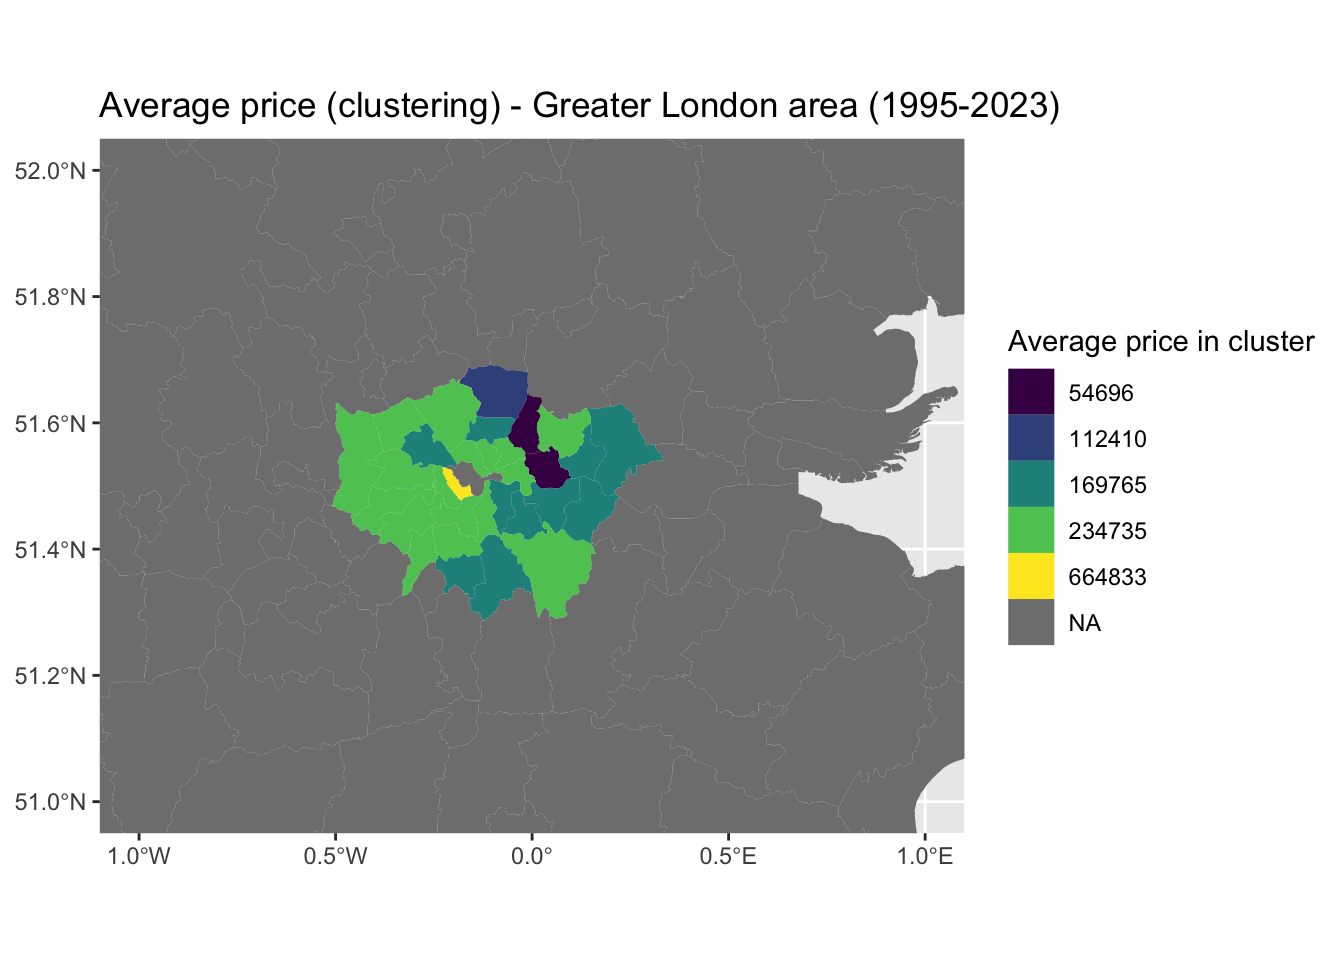 Average price (clustering) - Greater London area (1995-2023)
52.0°N
51.8°N
51.6°N
51.4°N
51.2°N
51.0°N
1.0°W
0.5°W
0.0°
0.5°E
1.0°E
Average price in cluster
54696
112410
169765
234735
664833
NA